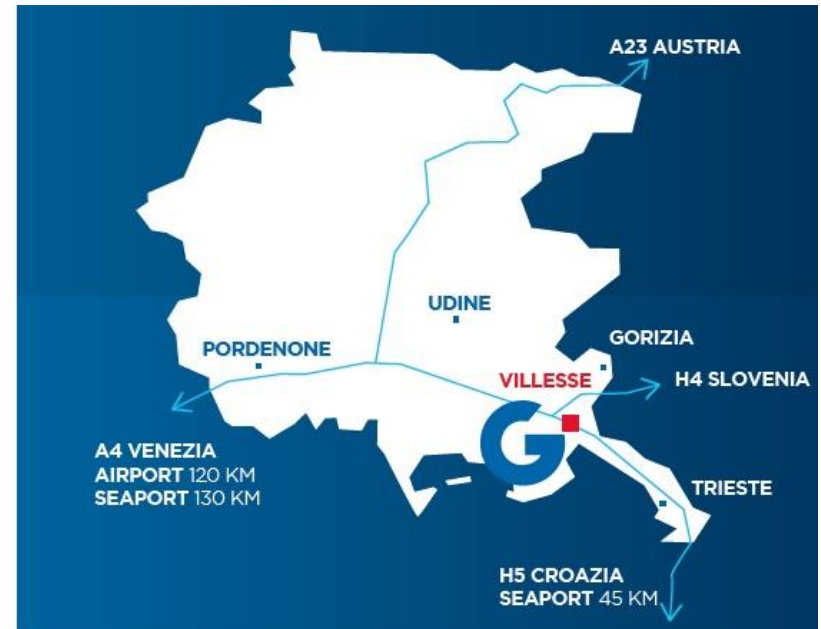 A23 AUSTRIA
UDINE
PORDENONE
GORIZIA
VILLESSE
H4 SLOVENIA
G
A4 VENEZIA
AIRPORT 120 KM
SEAPORT 130 KM
TRIESTE
H5 CROAZIA
SEAPORT 45 KM